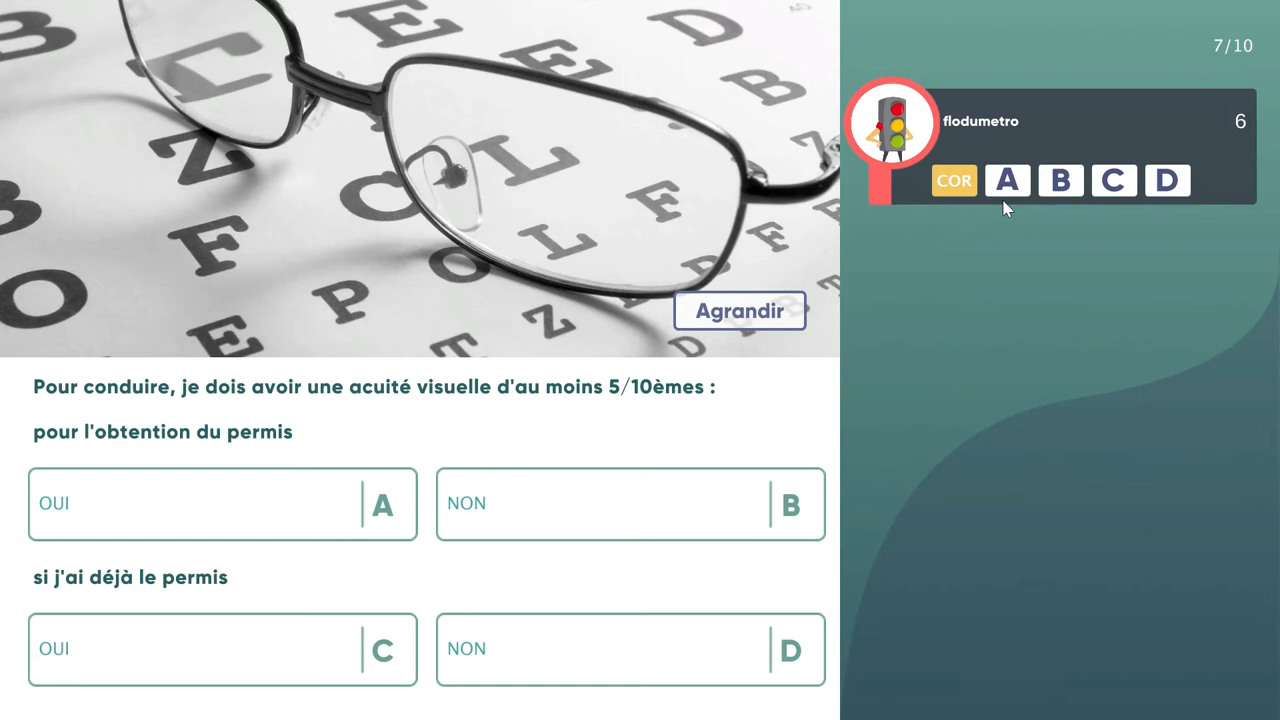 Agrandir
Pour conduire, je dois avoir une acuité visuelle d'au moins 5/10èmes :
pour l'obtention du permis
OUI A
NON B
si j'ai déjà le permis
OUI C
NON D
7/10
flodumetro 6
COR A B C D